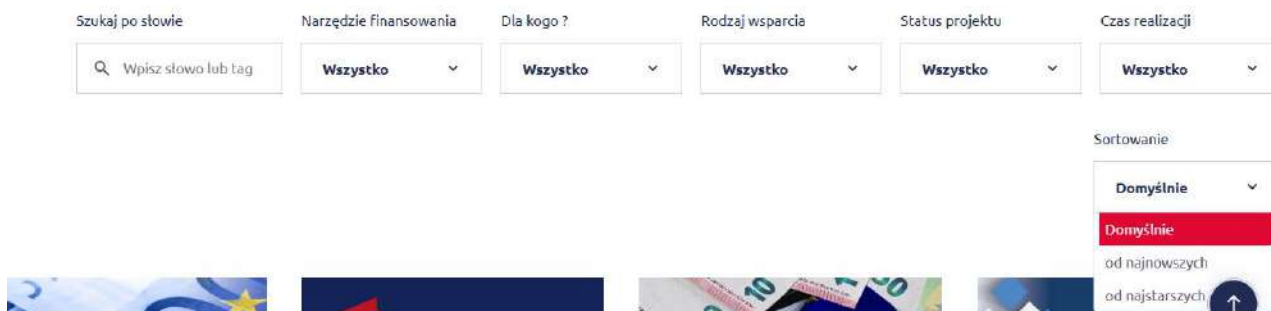 Szukaj po słowie Narzędzie finansowania Dla kogo ? Rodzaj wsparcia Status projektu Czas realizacji
Wpisz słowo lub tag Wszystko Wszystko Wszystko Wszystko Wszystko
Sortowanie
Domyślnie
Domyślnie
od najnowszych
od najstarszych